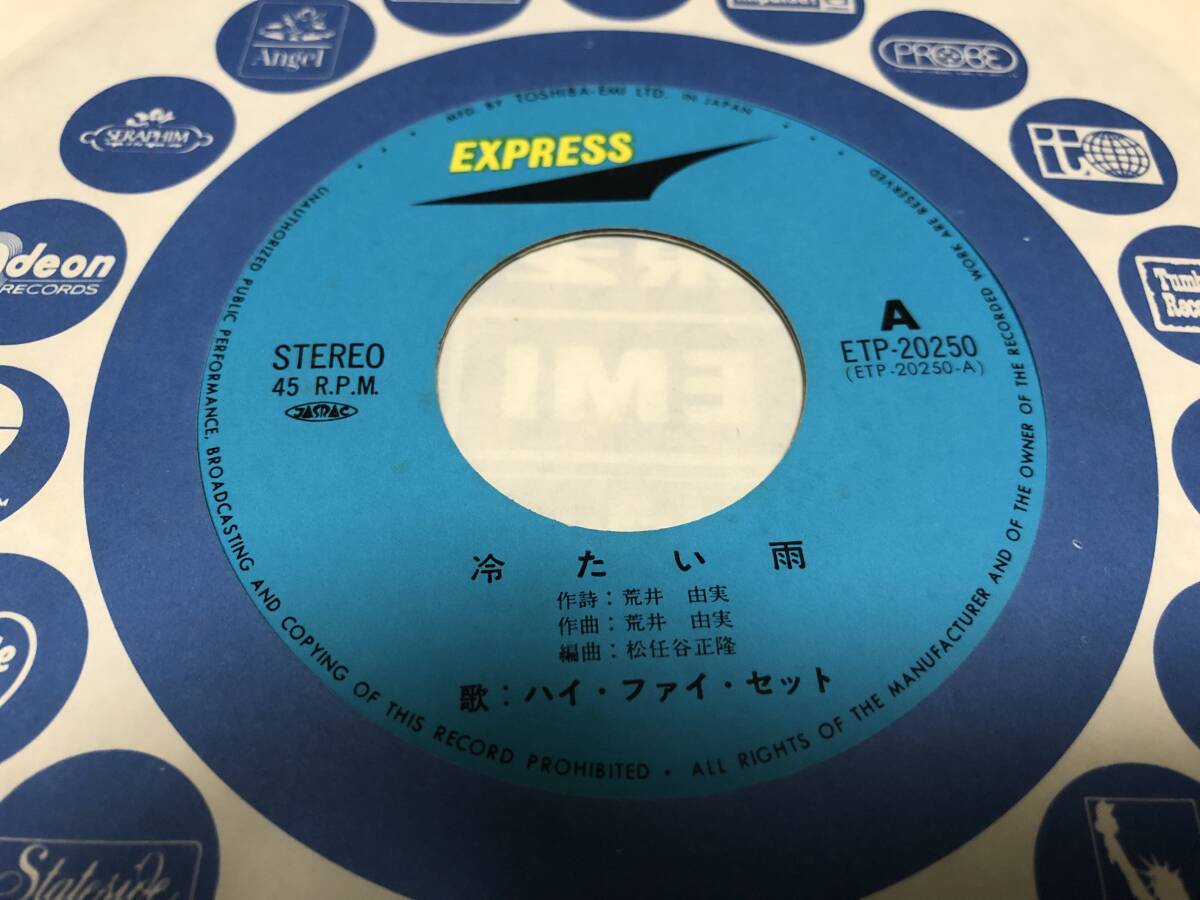 Angel
PROBE
SERAPHIM
it
Odeon
RECORDS
MFD. BY TOSHIBA-EMI LTD. IN JAPAN
EXPRESS
STEREO
45 R.P.M.
JASRAC
A
ETP-20250
(ETP-20250-A)
EMI
冷たい雨
作詩:荒井 由実
作曲:荒井 由実
編曲:松任谷正隆
歌:ハイ・ファイ・セット
UNAUTHORIZED PUBLIC PERFORMANCE, BROADCASTING AND COPYING OF THIS RECORD PROHIBITED • ALL RIGHTS OF THE MANUFACTURER AND OF THE OWNER OF THE RECORDED WORK ARE RESERVED
Stateside